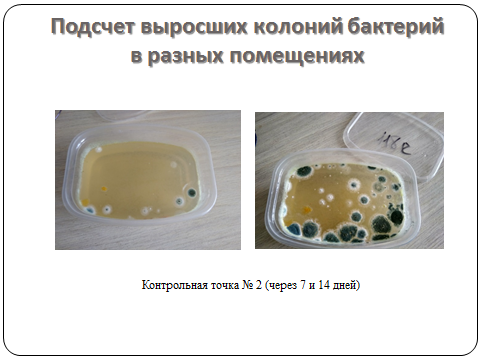 Подсчет выросших колоний бактерий
в разных помещениях
Контрольная точка № 2 (через 7 и 14 дней)